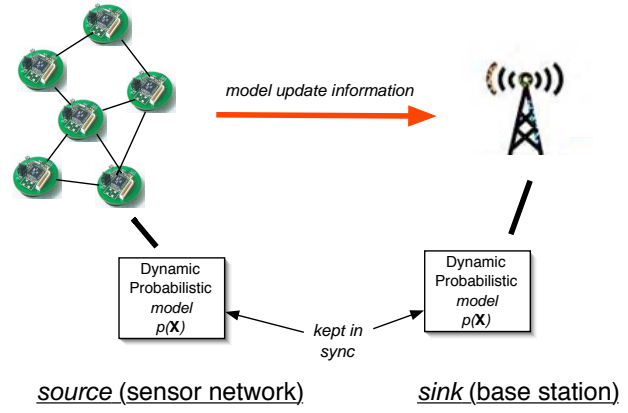 model update information
Dynamic
Probabilistic
model
p(X)
Dynamic
Probabilistic
model
p(X)
kept in
sync
source (sensor network)
sink (base station)